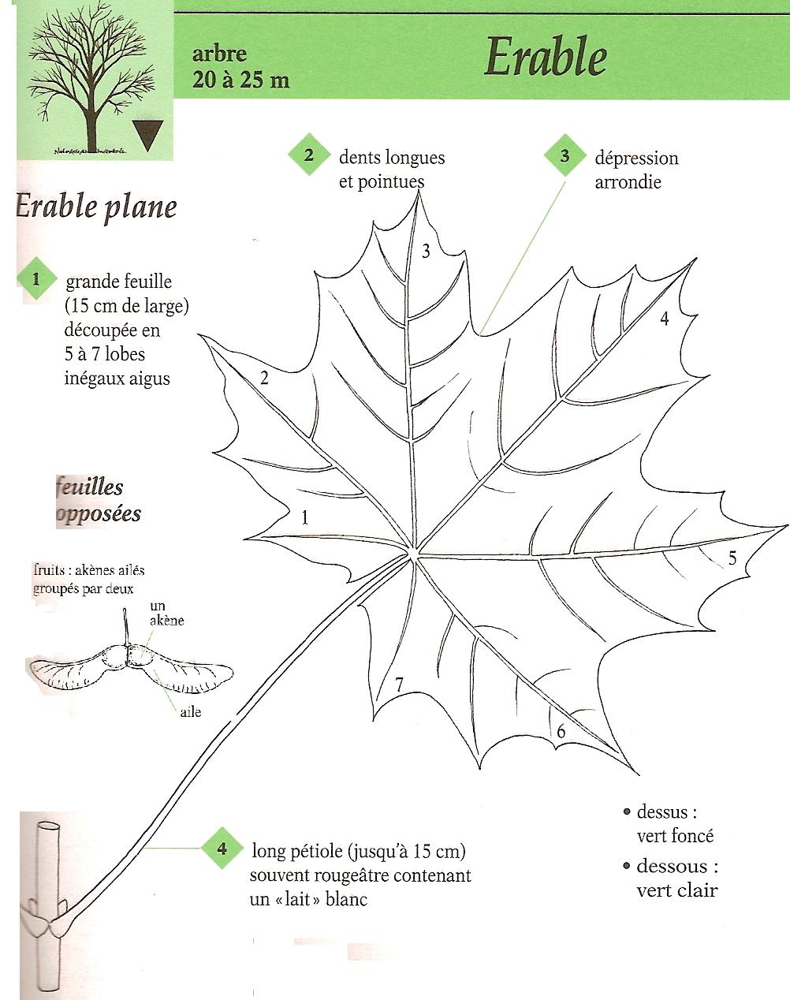 arbre
20 à 25 m
Erable
Erable plane
1
grande feuille
(15 cm de large)
découpée en
5 à 7 lobes
inégaux aigus
2
dents longues
et pointues
3
dépression
arrondie
3
4
2
1
5
7
6
feuilles
opposées
fruits : akènes ailés
groupés par deux
un
akène
aile
4
long pétiole (jusqu'à 15 cm)
souvent rougeâtre contenant
un «lait» blanc
• dessus :
vert foncé
• dessous :
vert clair